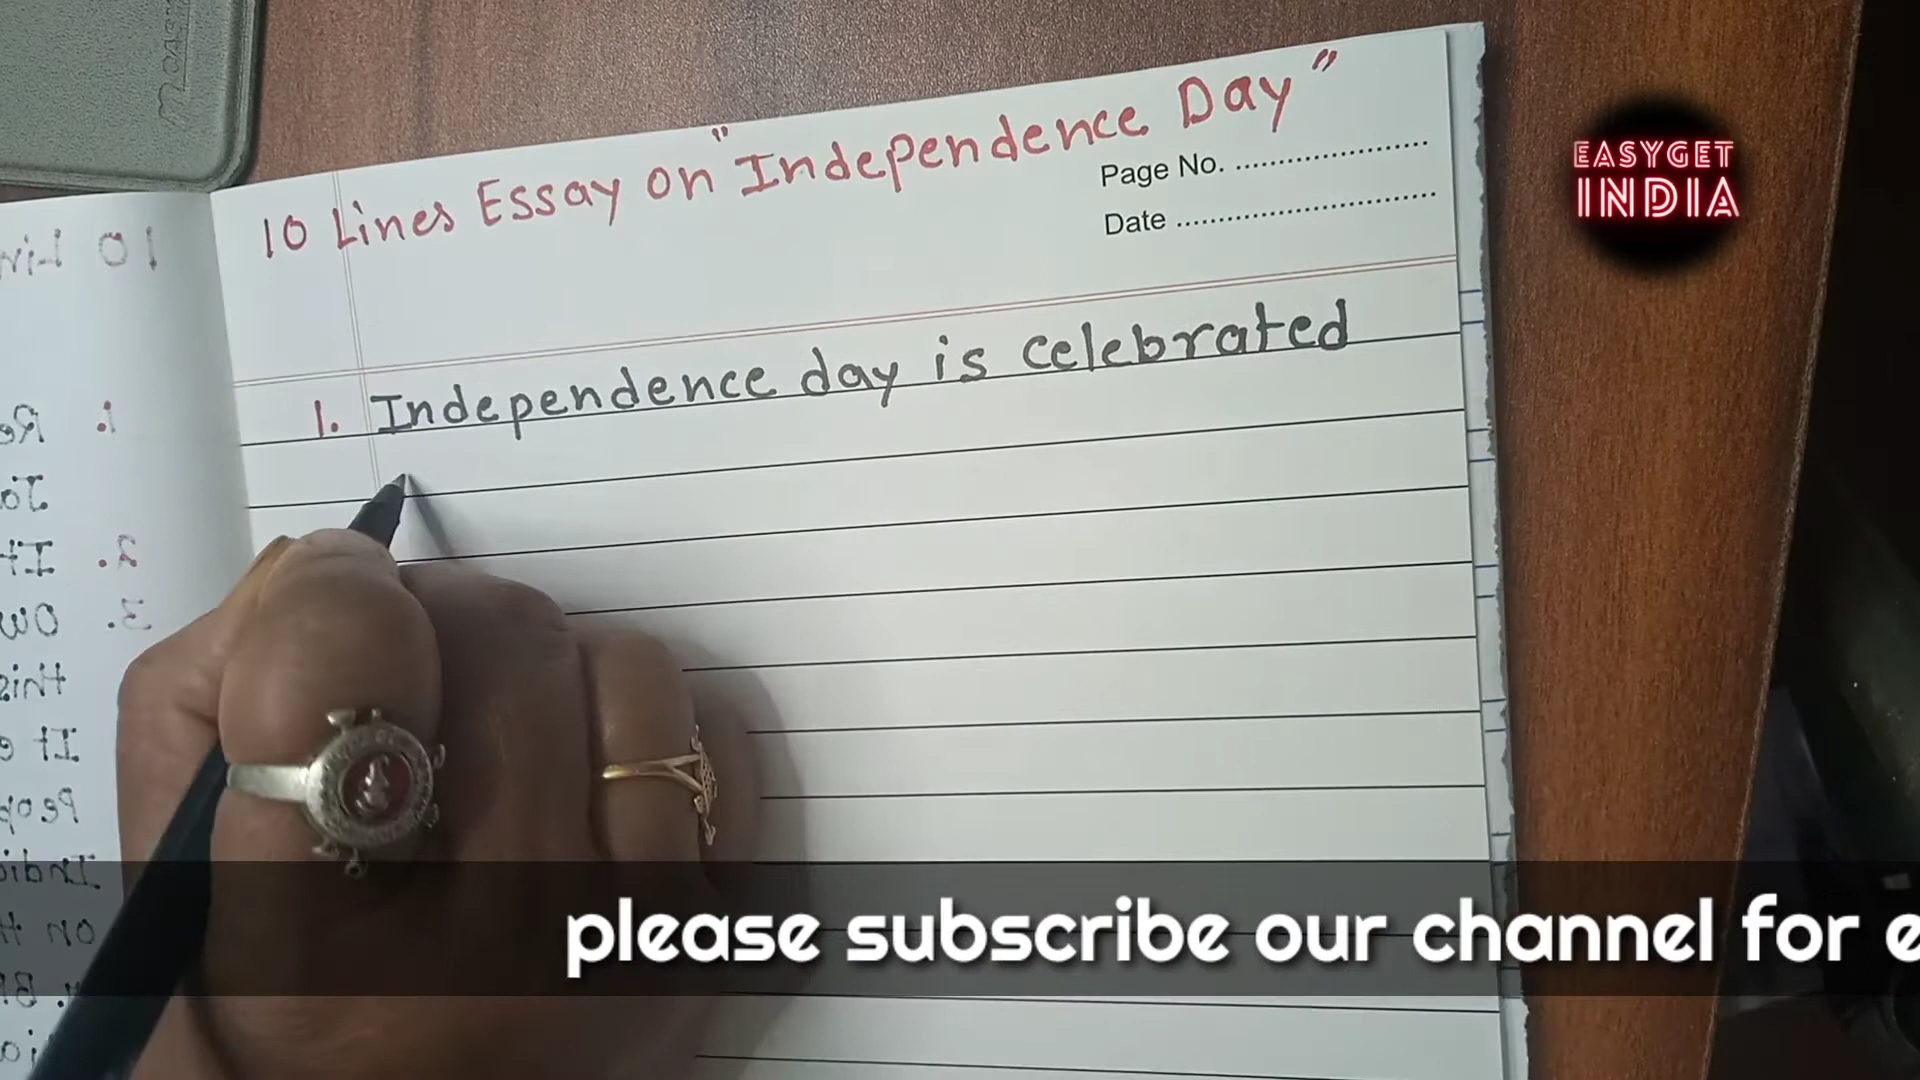 10 Lines Essay on "Independence Day"
Page No.
Date
1. Independence day is celebrated
EASYGET
INDIA
please subscribe our channel for e